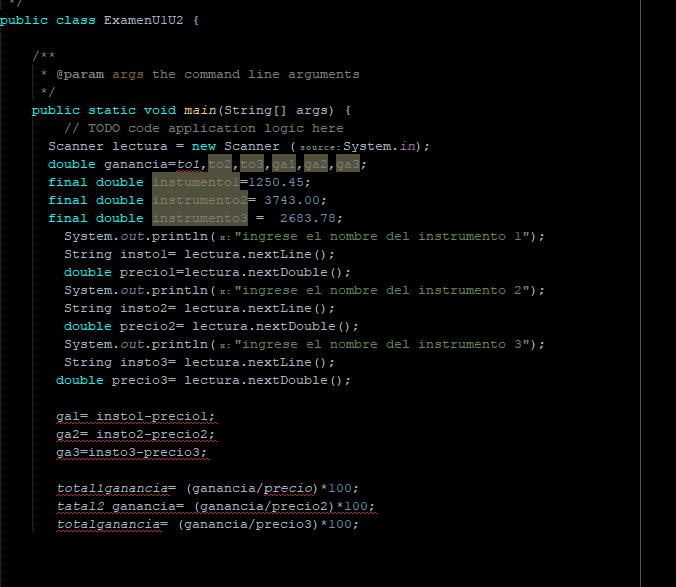 */
public class ExamenU1U2 {
/**
* @param args the command line arguments
*/
public static void main(String[] args) {
// TODO code application logic here
Scanner lectura = new Scanner (source:System.in);
double ganancia=to1,to2,to3,ga1,ga2,ga3;
final double instumento1=1250.45;
final double instrumento2= 3743.00;
final double instrumento3 =  2683.78;
System.out.println(x:"ingrese el nombre del instrumento 1");
String insto1= lectura.nextLine();
double precio1=lectura.nextDouble();
System.out.println(x:"ingrese el nombre del instrumento 2");
String insto2= lectura.nextLine();
double precio2= lectura.nextDouble();
System.out.println(x:"ingrese el nombre del instrumento 3");
String insto3= lectura.nextLine();
double precio3= lectura.nextDouble();
ga1= insto1-precio1;
ga2= insto2-precio2;
ga3=insto3-precio3;
total1ganancia= (ganancia/precio)*100;
tatal2 ganancia= (ganancia/precio2)*100;
totalganancia= (ganancia/precio3)*100;